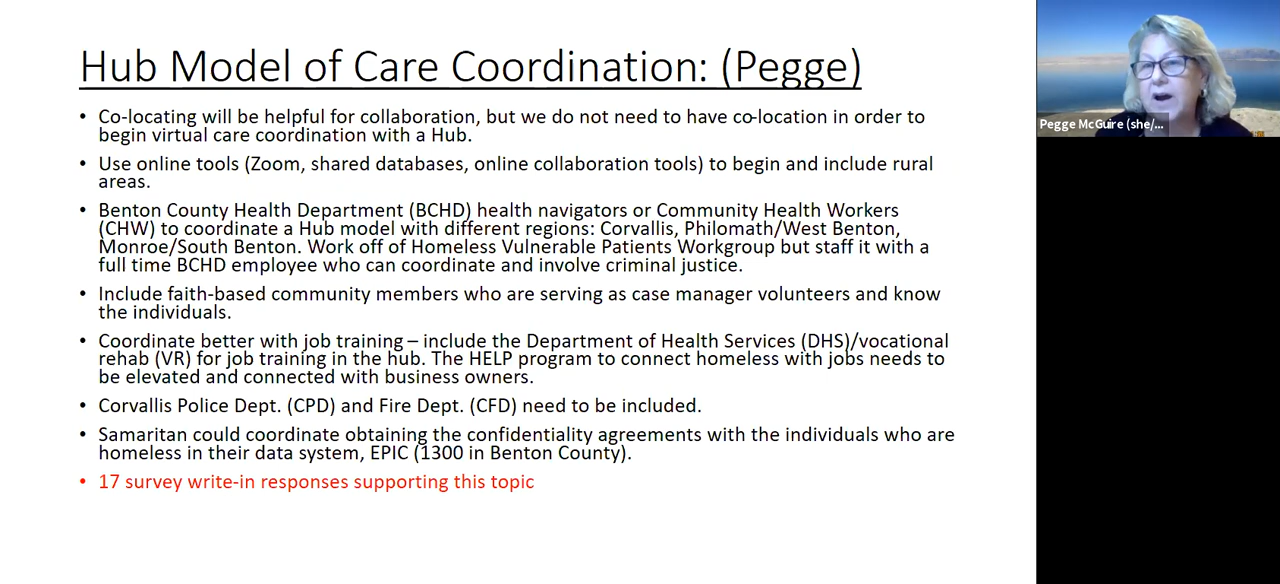 Hub Model of Care Coordination: (Pegge)
• Co-locating will be helpful for collaboration, but we do not need to have co-location in order to
begin virtual care coordination with a Hub.
• Use online tools (Zoom, shared databases, online collaboration tools) to begin and include rural
areas.
• Benton County Health Department (BCHD) health navigators or Community Health Workers
(CHW) to coordinate a Hub model with different regions: Corvallis, Philomath/West Benton,
Monroe/South Benton. Work off of Homeless Vulnerable Patients Workgroup but staff it with a
full time BCHD employee who can coordinate and involve criminal justice.
• Include faith-based community members who are serving as case manager volunteers and know
the individuals.
• Coordinate better with job training – include the Department of Health Services (DHS)/vocational
rehab (VR) for job training in the hub. The HELP program to connect homeless with jobs needs to
be elevated and connected with business owners.
• Corvallis Police Dept. (CPD) and Fire Dept. (CFD) need to be included.
• Samaritan could coordinate obtaining the confidentiality agreements with the individuals who are
homeless in their data system, EPIC (1300 in Benton County).
• 17 survey write-in responses supporting this topic
Pegge McGuire (she/...